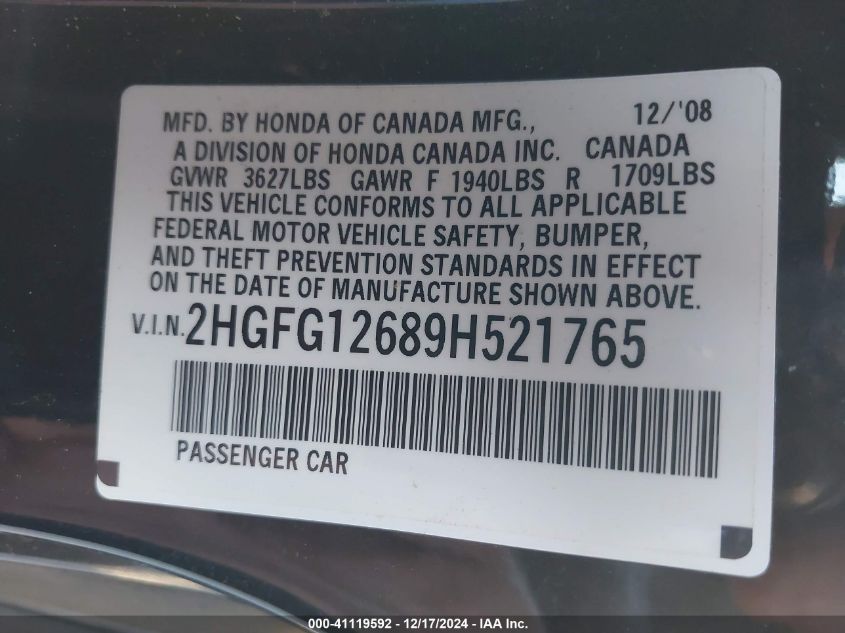 MFD. BY HONDA OF CANADA MFG., 12/'08
A DIVISION OF HONDA CANADA INC. CANADA
GVWR 3627LBS GAWR F 1940LBS R 1709LBS
THIS VEHICLE CONFORMS TO ALL APPLICABLE
FEDERAL MOTOR VEHICLE SAFETY, BUMPER,
AND THEFT PREVENTION STANDARDS IN EFFECT
ON THE DATE OF MANUFACTURE SHOWN ABOVE.
V.I.N. 2HGFG12689H521765
PASSENGER CAR
000-41119592 - 12/17/2024 - IAA Inc.